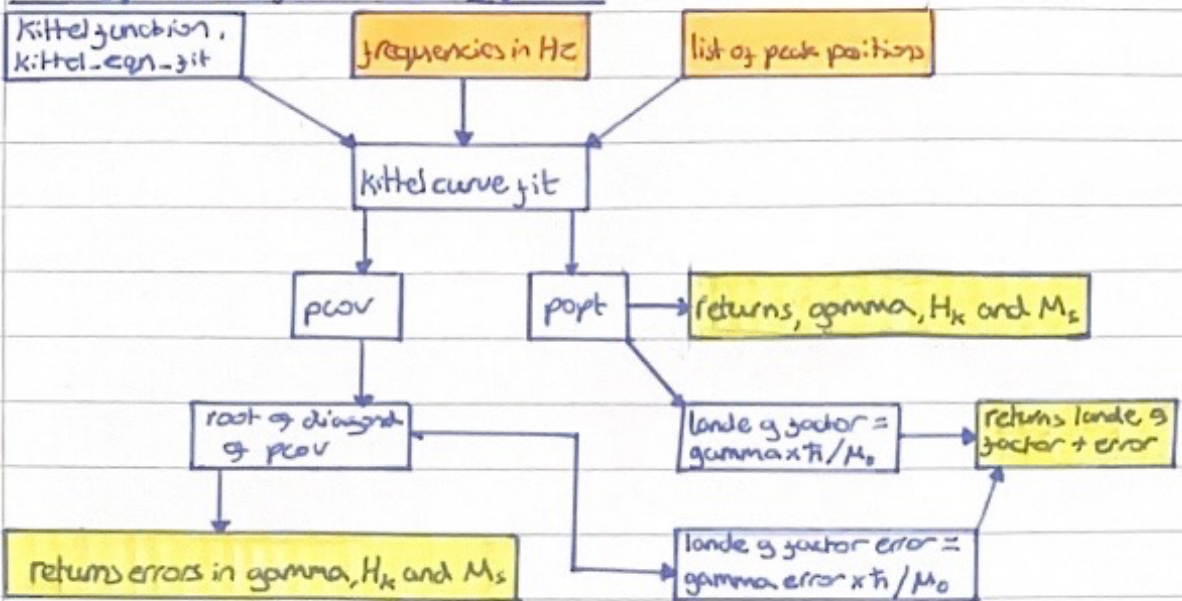 Kittel function,
kittel_eqn_fit
frequencies in Hz
list of peak positions
kittel curve fit
pcov
popt
returns, gamma, Hₖ and Mₛ
root of diagonal
of pcov
lande g factor =
gamma x ħ/μ₀
returns lande g
factor + error
returns errors in gamma, Hₖ and Mₛ
lande g factor error =
gamma error x ħ/μ₀